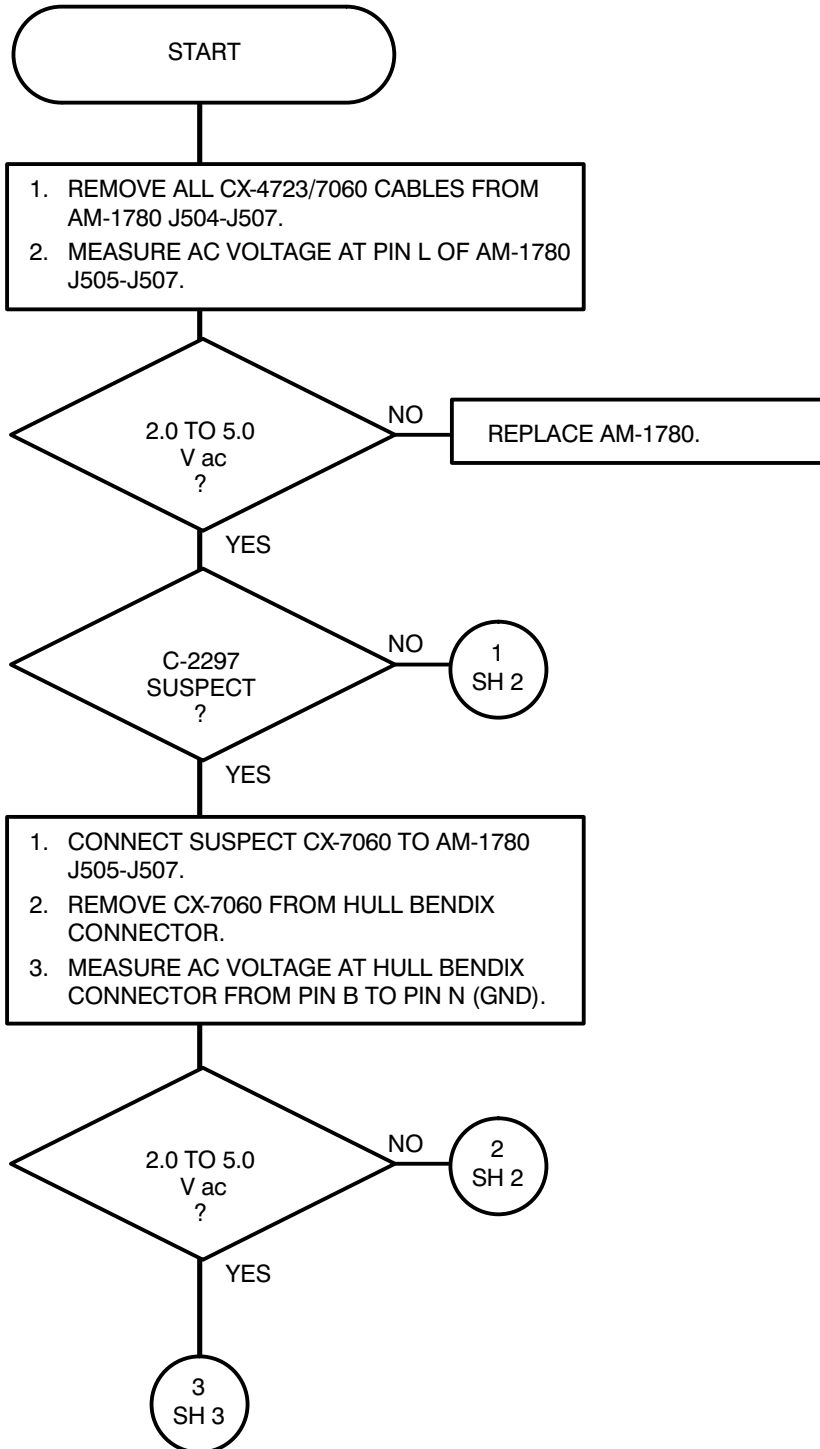 START
1. REMOVE ALL CX-4723/7060 CABLES FROM
AM-1780 J504-J507.
2. MEASURE AC VOLTAGE AT PIN L OF AM-1780
J505-J507.
2.0 TO 5.0
V ac
?
NO
REPLACE AM-1780.
YES
C-2297
SUSPECT
?
NO
1
SH 2
YES
1. CONNECT SUSPECT CX-7060 TO AM-1780
J505-J507.
2. REMOVE CX-7060 FROM HULL BENDIX
CONNECTOR.
3. MEASURE AC VOLTAGE AT HULL BENDIX
CONNECTOR FROM PIN B TO PIN N (GND).
2.0 TO 5.0
V ac
?
NO
2
SH 2
YES
3
SH 3